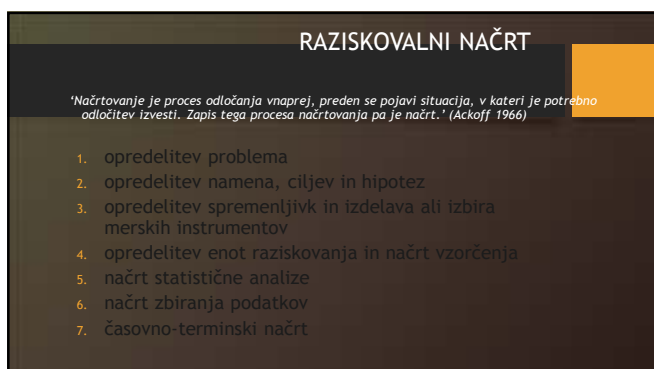 RAZISKOVALNI NAČRT
‘Načrtovanje je proces odločanja vnaprej, preden se pojavi situacija, v kateri je potrebno
odločitev izvesti. Zapis tega procesa načrtovanja pa je načrt.’ (Ackoff 1966)
1. opredelitev problema
2. opredelitev namena, ciljev in hipotez
3. opredelitev spremenljivk in izdelava ali izbira
merskih instrumentov
4. opredelitev enot raziskovanja in načrt vzorčenja
5. načrt statistične analize
6. načrt zbiranja podatkov
7. časovno-terminski načrt